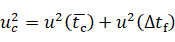 $u_c^2 = u^2(\overline{t_c}) + u^2(\Delta t_f)$